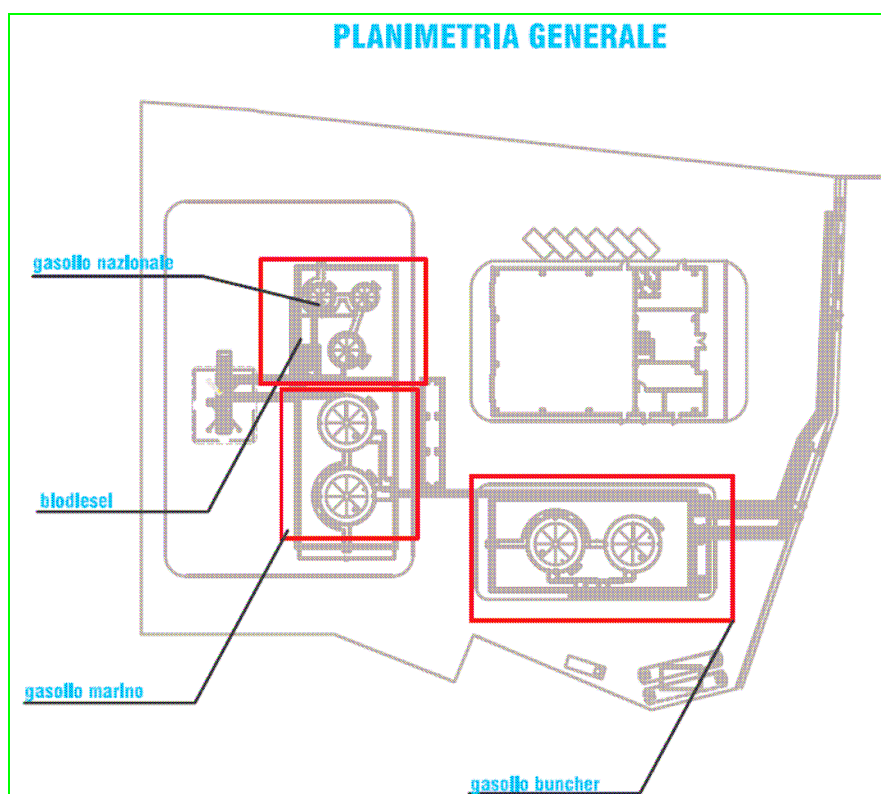 PLANIMETRIA GENERALE
gasolio nazionale
biodiesel
gasolio marino
gasolio buncher